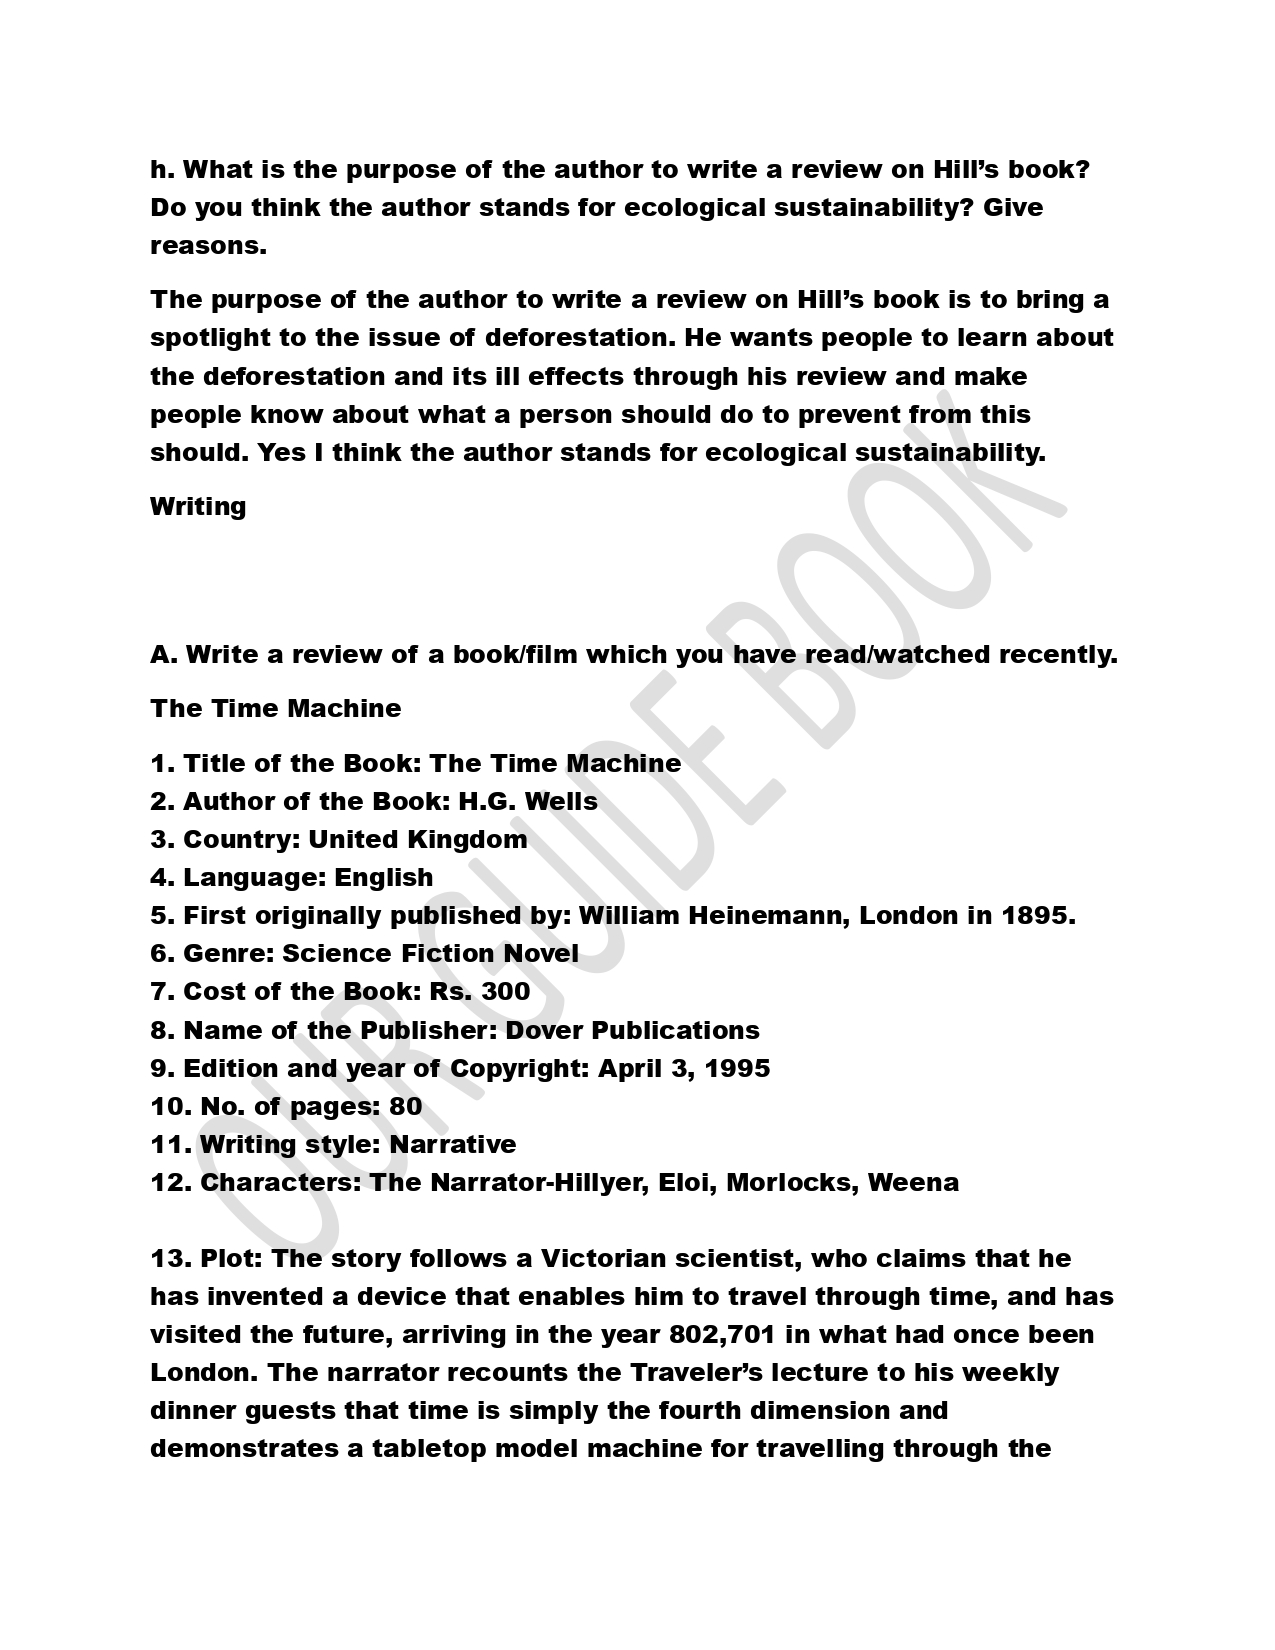 h. What is the purpose of the author to write a review on Hill’s book?
Do you think the author stands for ecological sustainability? Give
reasons.
The purpose of the author to write a review on Hill’s book is to bring a
spotlight to the issue of deforestation. He wants people to learn about
the deforestation and its ill effects through his review and make
people know about what a person should do to prevent from this
should. Yes I think the author stands for ecological sustainability.
Writing
A. Write a review of a book/film which you have read/watched recently.
The Time Machine
1. Title of the Book: The Time Machine
2. Author of the Book: H.G. Wells
3. Country: United Kingdom
4. Language: English
5. First originally published by: William Heinemann, London in 1895.
6. Genre: Science Fiction Novel
7. Cost of the Book: Rs. 300
8. Name of the Publisher: Dover Publications
9. Edition and year of Copyright: April 3, 1995
10. No. of pages: 80
11. Writing style: Narrative
12. Characters: The Narrator-Hillyer, Eloi, Morlocks, Weena
13. Plot: The story follows a Victorian scientist, who claims that he
has invented a device that enables him to travel through time, and has
visited the future, arriving in the year 802,701 in what had once been
London. The narrator recounts the Traveler’s lecture to his weekly
dinner guests that time is simply the fourth dimension and
demonstrates a tabletop model machine for travelling through the
OUR GUIDE BOOK